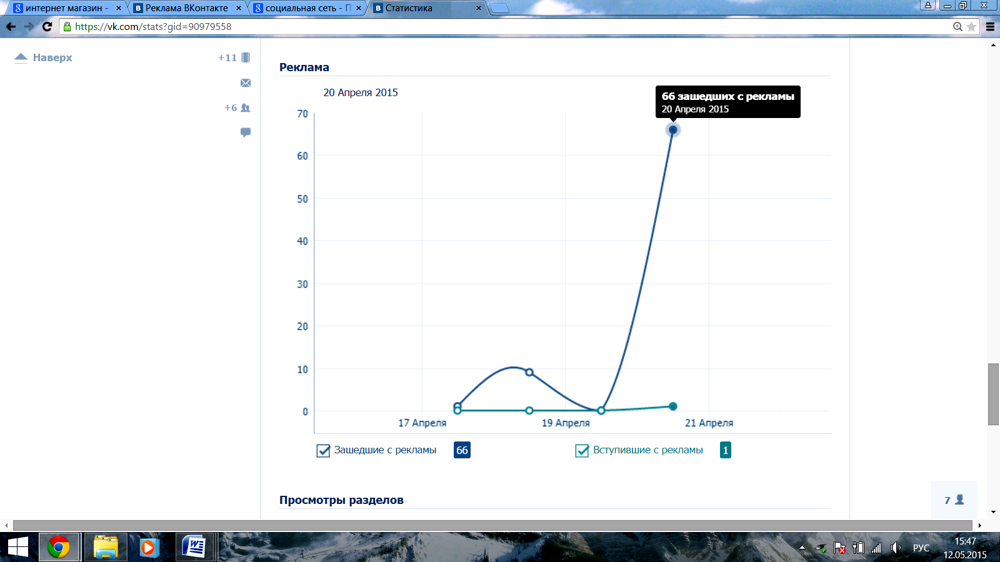 интернет магазин -
Реклама ВКонтакте
социальная сеть - П
Статистика
https://vk.com/stats?gid=90979558
Наверх
+11
+6
Реклама
20 Апреля 2015
66 зашедших с рекламы
20 Апреля 2015
70
60
50
40
30
20
10
0
17 Апреля
19 Апреля
21 Апреля
Зашедшие с рекламы 66
Вступившие с рекламы 1
Просмотры разделов
7
РУС
15:47
12.05.2015